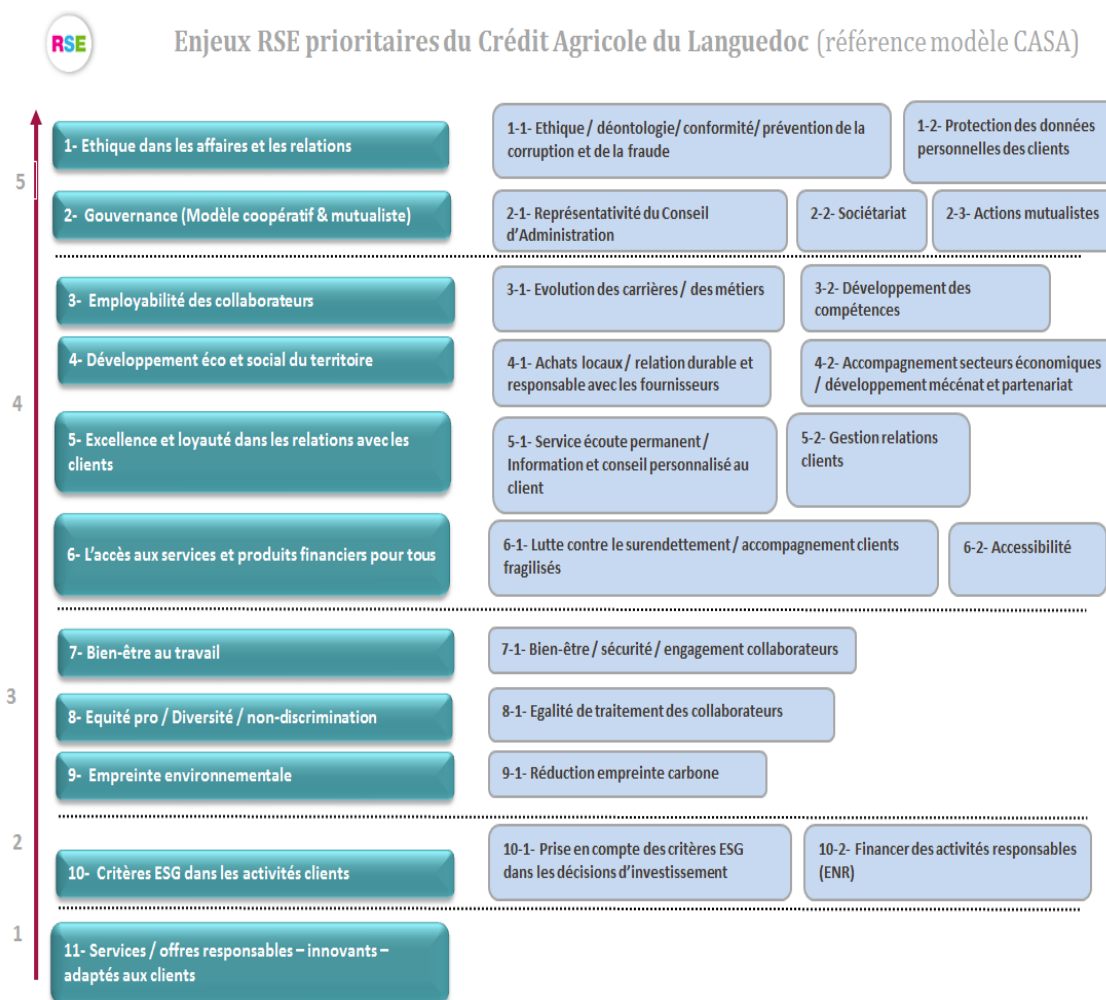 RSE
Enjeux RSE prioritaires du Crédit Agricole du Languedoc (référence modèle CASA)
5
1- Ethique dans les affaires et les relations
1-1- Ethique / déontologie/ conformité/ prévention de la
corruption et de la fraude
1-2- Protection des données
personnelles des clients
2- Gouvernance (Modèle coopératif & mutualiste)
2-1- Représentativité du Conseil
d'Administration
2-2- Sociétariat
2-3- Actions mutualistes
4
3- Employabilité des collaborateurs
3-1- Evolution des carrières / des métiers
3-2- Développement des
compétences
4- Développement éco et social du territoire
4-1- Achats locaux / relation durable et
responsable avec les fournisseurs
4-2- Accompagnement secteurs économiques
/ développement mécénat et partenariat
5- Excellence et loyauté dans les relations avec les
clients
5-1- Service écoute permanent /
Information et conseil personnalisé au
client
5-2- Gestion relations
clients
6- L'accès aux services et produits financiers pour tous
6-1- Lutte contre le surendettement / accompagnement clients
fragilisés
6-2- Accessibilité
3
7- Bien-être au travail
7-1- Bien-être / sécurité / engagement collaborateurs
8- Equité pro / Diversité / non-discrimination
8-1- Egalité de traitement des collaborateurs
9- Empreinte environnementale
9-1- Réduction empreinte carbone
2
10- Critères ESG dans les activités clients
10-1- Prise en compte des critères ESG
dans les décisions d'investissement
10-2- Financer des activités responsables
(ENR)
1
11- Services / offres responsables – innovants –
adaptés aux clients